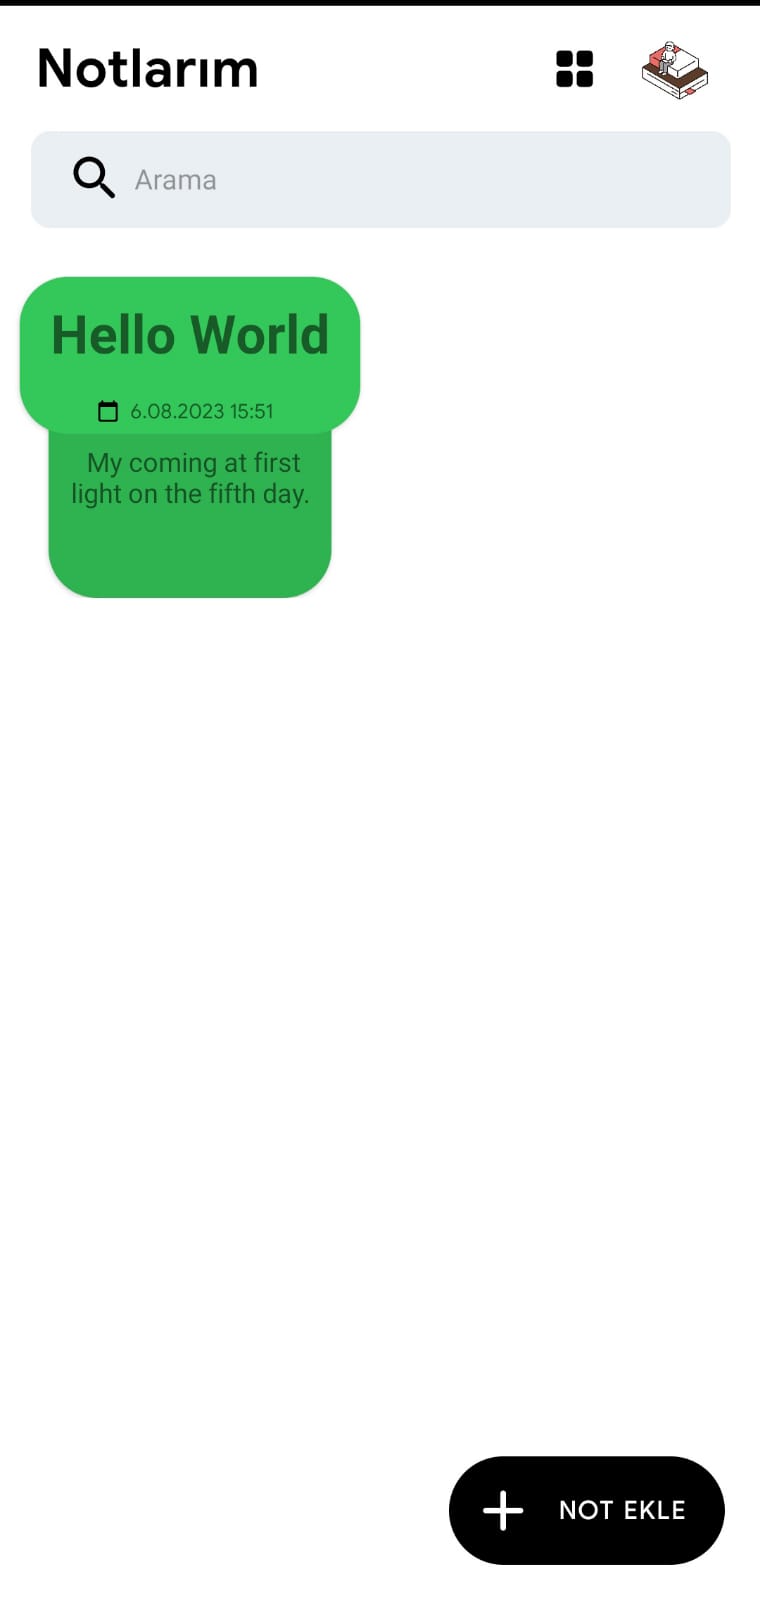 Notlarım
Arama
Hello World
6.08.2023 15:51
My coming at first
light on the fifth day.
NOT EKLE